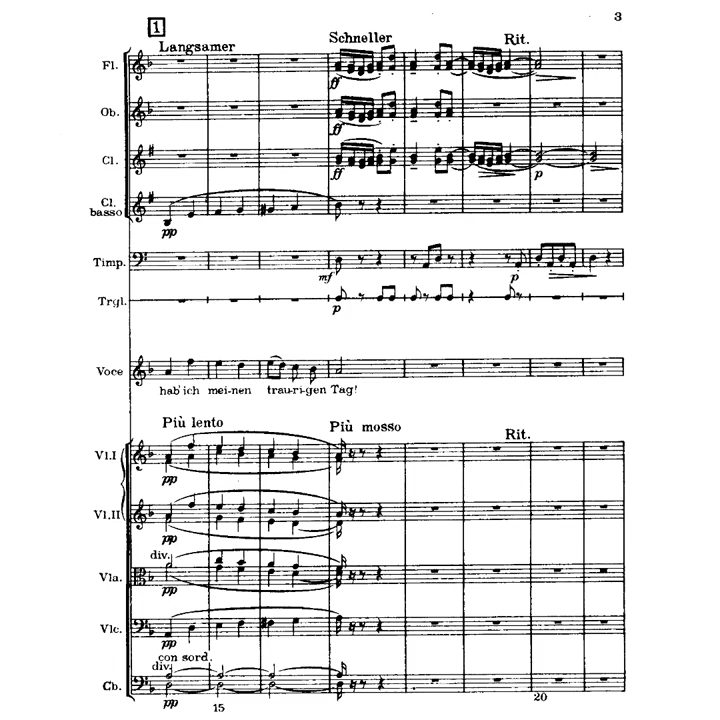 3
1
Langsamer Schneller Rit.
Fl.
ff
Ob.
ff
Cl.
ff p
Cl.
basso
pp
Timp.
mf p
Trgl.
p
Voce
hab' ich mei-nen trau-ri-gen Tag!
Più lento Più mosso Rit.
Vl.I
pp
Vl.II
pp
div.
Vla.
pp
Vlc.
pp
con sord.
div.
Cb.
pp
15 20